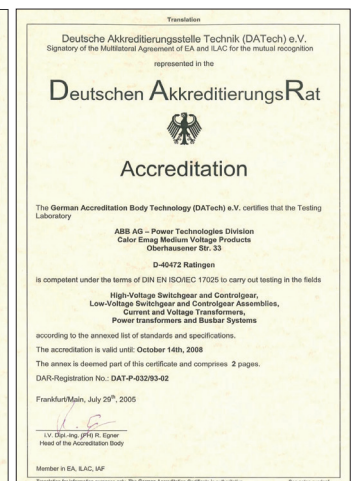 Translation
Deutsche Akkreditierungsstelle Technik (DATech) e.V.
Signatory of the Multilateral Agreement of EA and ILAC for the mutual recognition
represented in the
Deutschen AkkreditierungsRat
Accreditation
The German Accreditation Body Technology (DATech) e.V. certifies that the Testing
Laboratory
ABB AG – Power Technologies Division
Calor Emag Medium Voltage Products
Oberhausener Str. 33
D-40472 Ratingen
is competent under the terms of DIN EN ISO/IEC 17025 to carry out testing in the fields
High-Voltage Switchgear and Controlgear,
Low-Voltage Switchgear and Controlgear Assemblies,
Current and Voltage Transformers,
Power transformers and Busbar Systems
according to the annexed list of standards and specifications.
The accreditation is valid until: October 14th, 2008
The annex is deemed part of this certificate and comprises 2 pages.
DAR-Registration No.: DAT-P-032/93-02
Frankfurt/Main, July 29th, 2005
i.V. Dipl.-Ing. (FH) R. Egner
Head of the Accreditation Body
Member in EA, ILAC, IAF